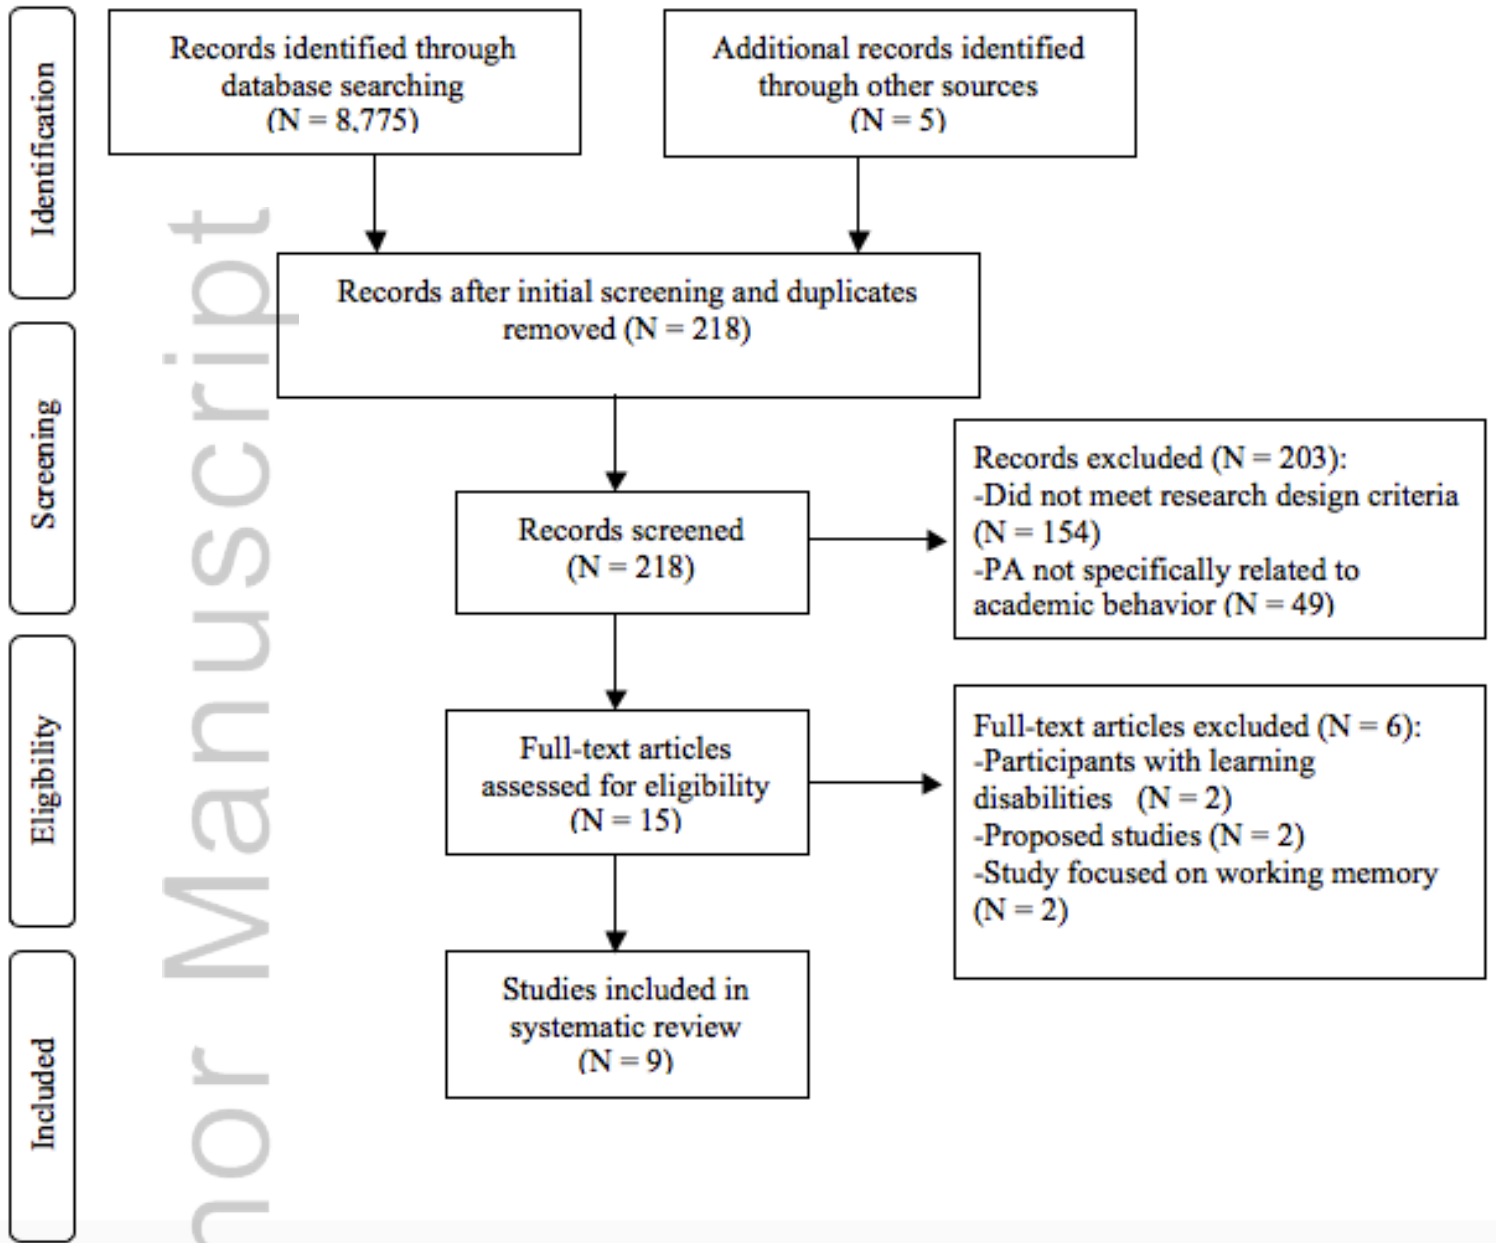 Identification
Records identified through
database searching
(N = 8,775)
Additional records identified
through other sources
(N = 5)
Records after initial screening and duplicates
removed (N = 218)
Screening
Records screened
(N = 218)
Records excluded (N = 203):
-Did not meet research design criteria
(N = 154)
-PA not specifically related to
academic behavior (N = 49)
Eligibility
Full-text articles
assessed for eligibility
(N = 15)
Full-text articles excluded (N = 6):
-Participants with learning
disabilities (N = 2)
-Proposed studies (N = 2)
-Study focused on working memory
(N = 2)
Included
Studies included in
systematic review
(N = 9)
nor Manuscript